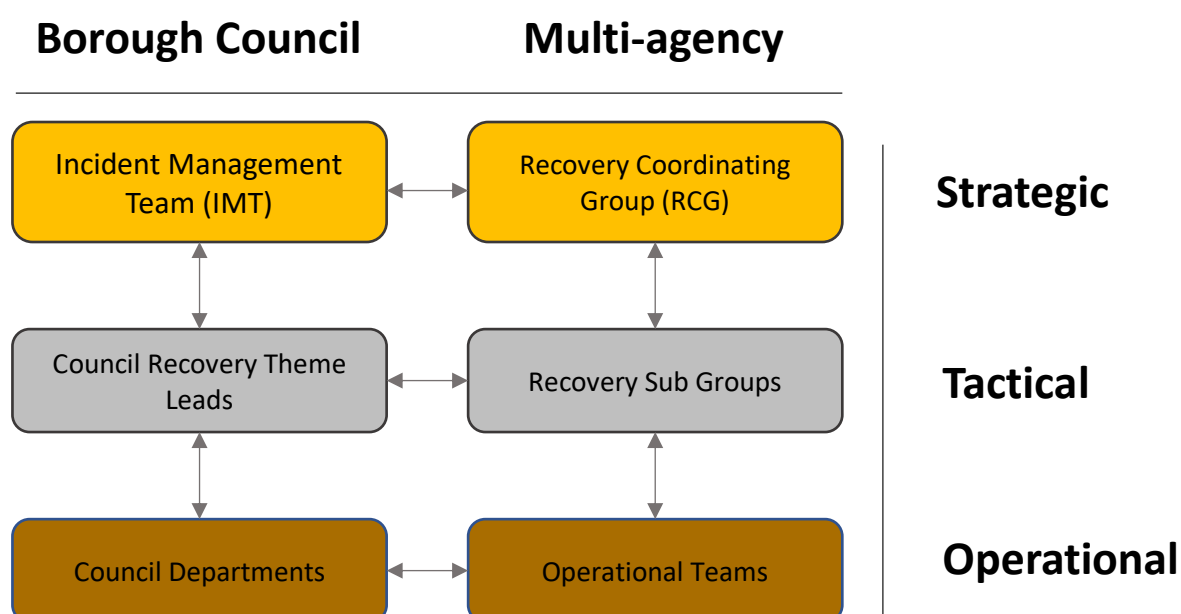 Borough Council
Multi-agency
Incident Management
Team (IMT)
Recovery Coordinating
Group (RCG)
Strategic
Council Recovery Theme
Leads
Recovery Sub Groups
Tactical
Council Departments
Operational Teams
Operational